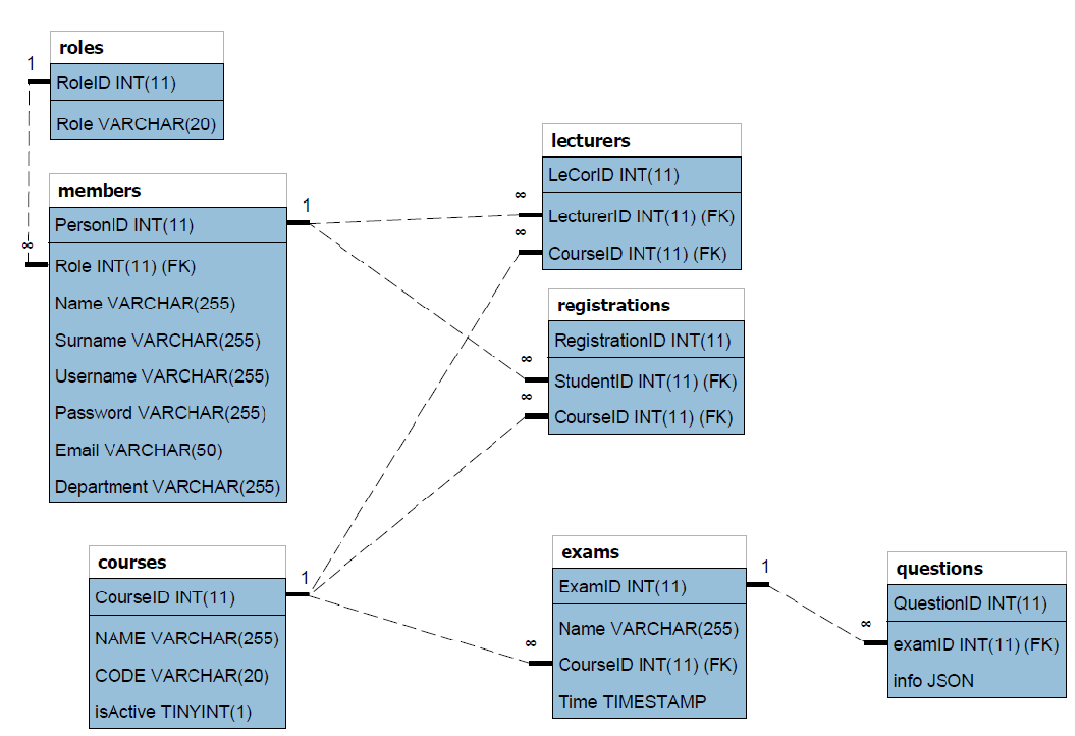 roles
1
RoleID INT(11)
Role VARCHAR(20)
members
1
PersonID INT(11)
∞
Role INT(11) (FK)
Name VARCHAR(255)
Surname VARCHAR(255)
Username VARCHAR(255)
Password VARCHAR(255)
Email VARCHAR(50)
Department VARCHAR(255)
lecturers
LeCorID INT(11)
∞
LecturerID INT(11) (FK)
∞
CourseID INT(11) (FK)
registrations
RegistrationID INT(11)
∞
StudentID INT(11) (FK)
∞
CourseID INT(11) (FK)
courses
1
CourseID INT(11)
NAME VARCHAR(255)
CODE VARCHAR(20)
isActive TINYINT(1)
exams
1
ExamID INT(11)
Name VARCHAR(255)
∞
CourseID INT(11) (FK)
Time TIMESTAMP
questions
QuestionID INT(11)
∞
examID INT(11) (FK)
info JSON